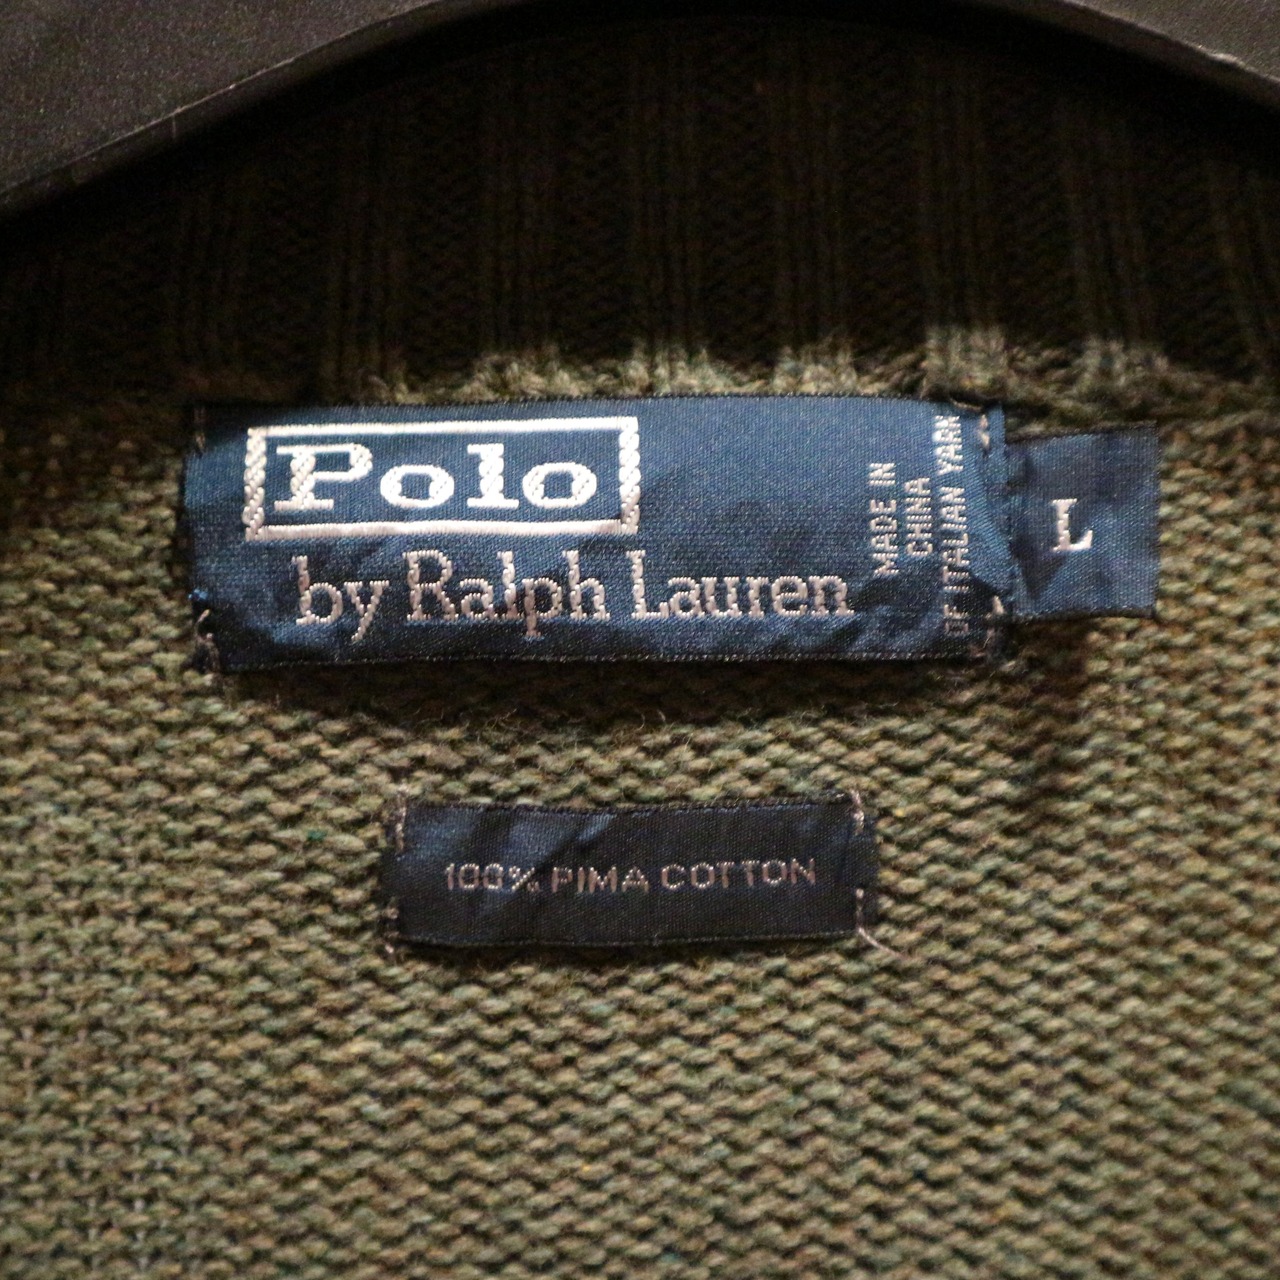 Polo
by Ralph Lauren
MADE IN
CHINA
OF ITALIAN YARN
L
100% PIMA COTTON